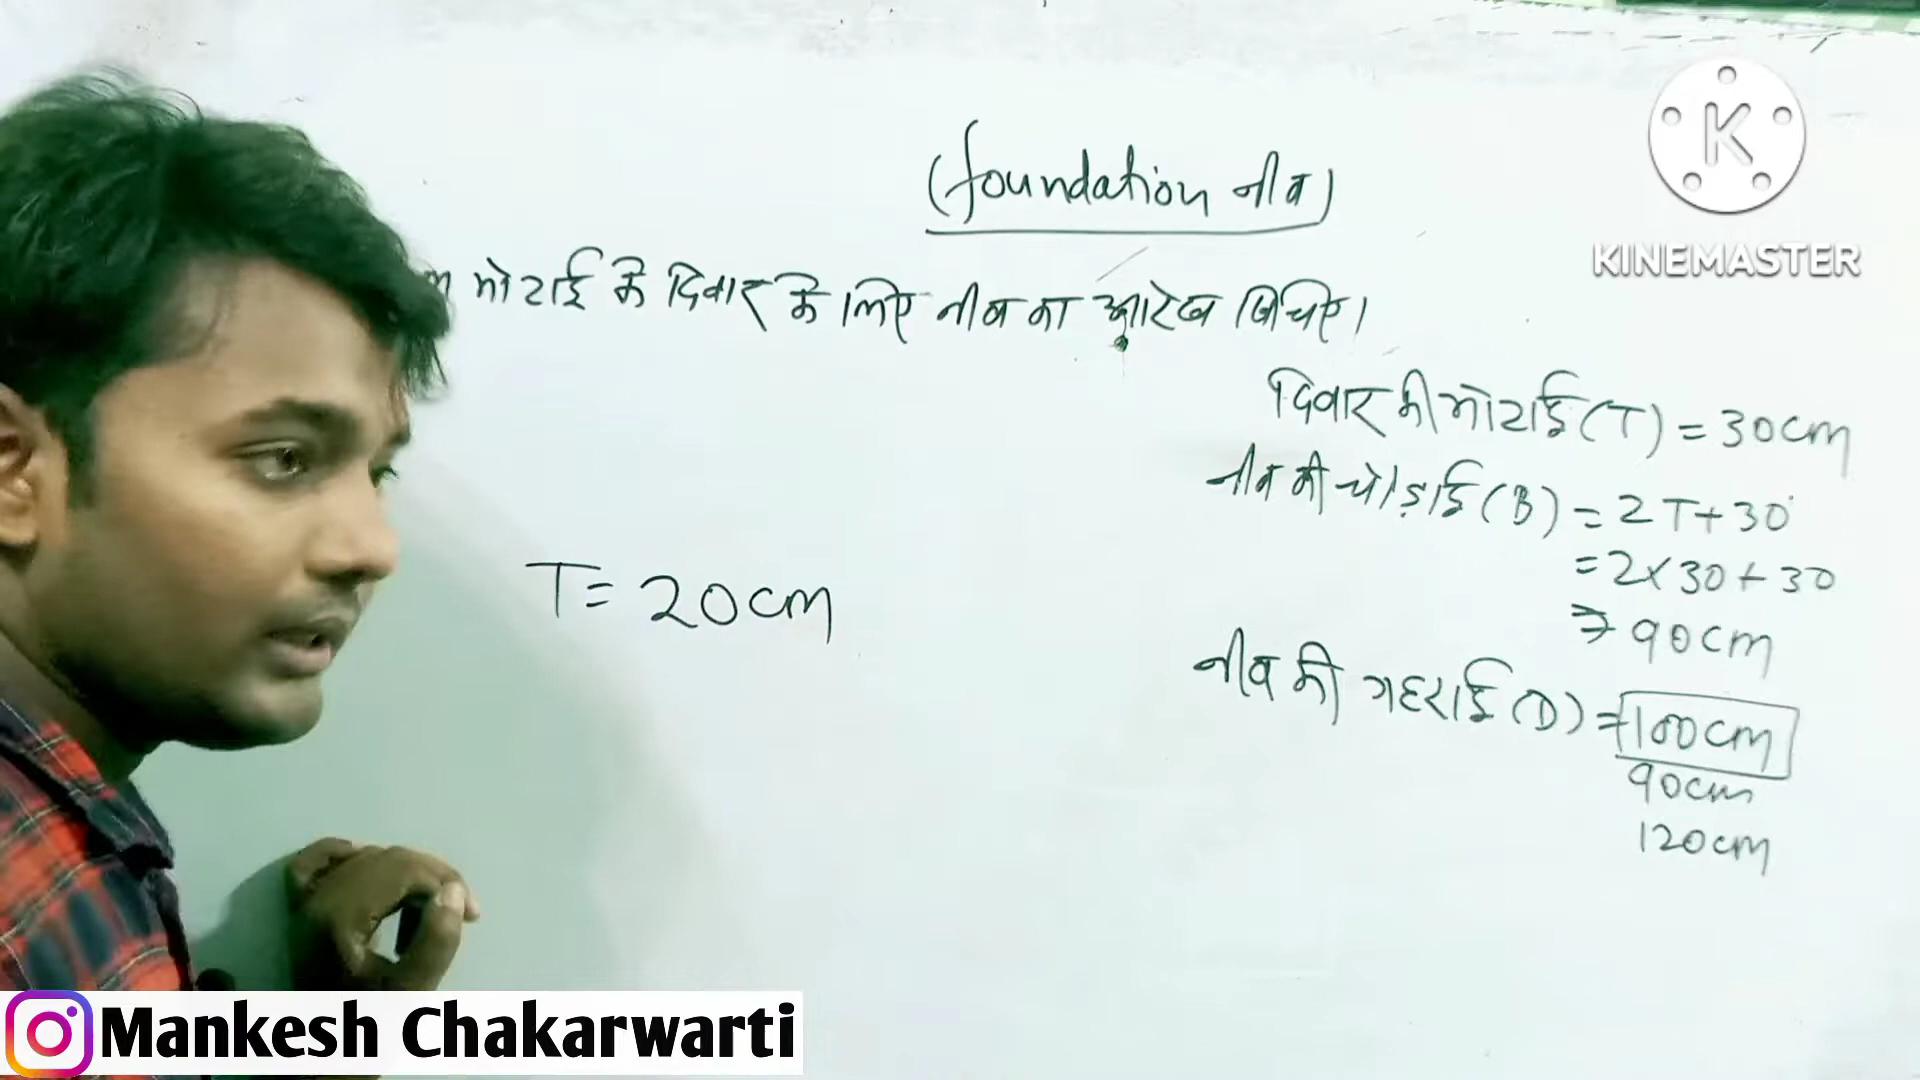 (foundation नीव)
मोटाई के दिवार के लिए नीव का आरेख खिचिए।
दिवार की मोटाई (T) = 30cm
नीव की चौड़ाई (B) = 2T+30
= 2×30+30
⇒ 90cm
T= 20cm
नीव की गहराई (D) = 100cm
90cm
120cm
K
KINEMASTER
Mankesh Chakarwarti